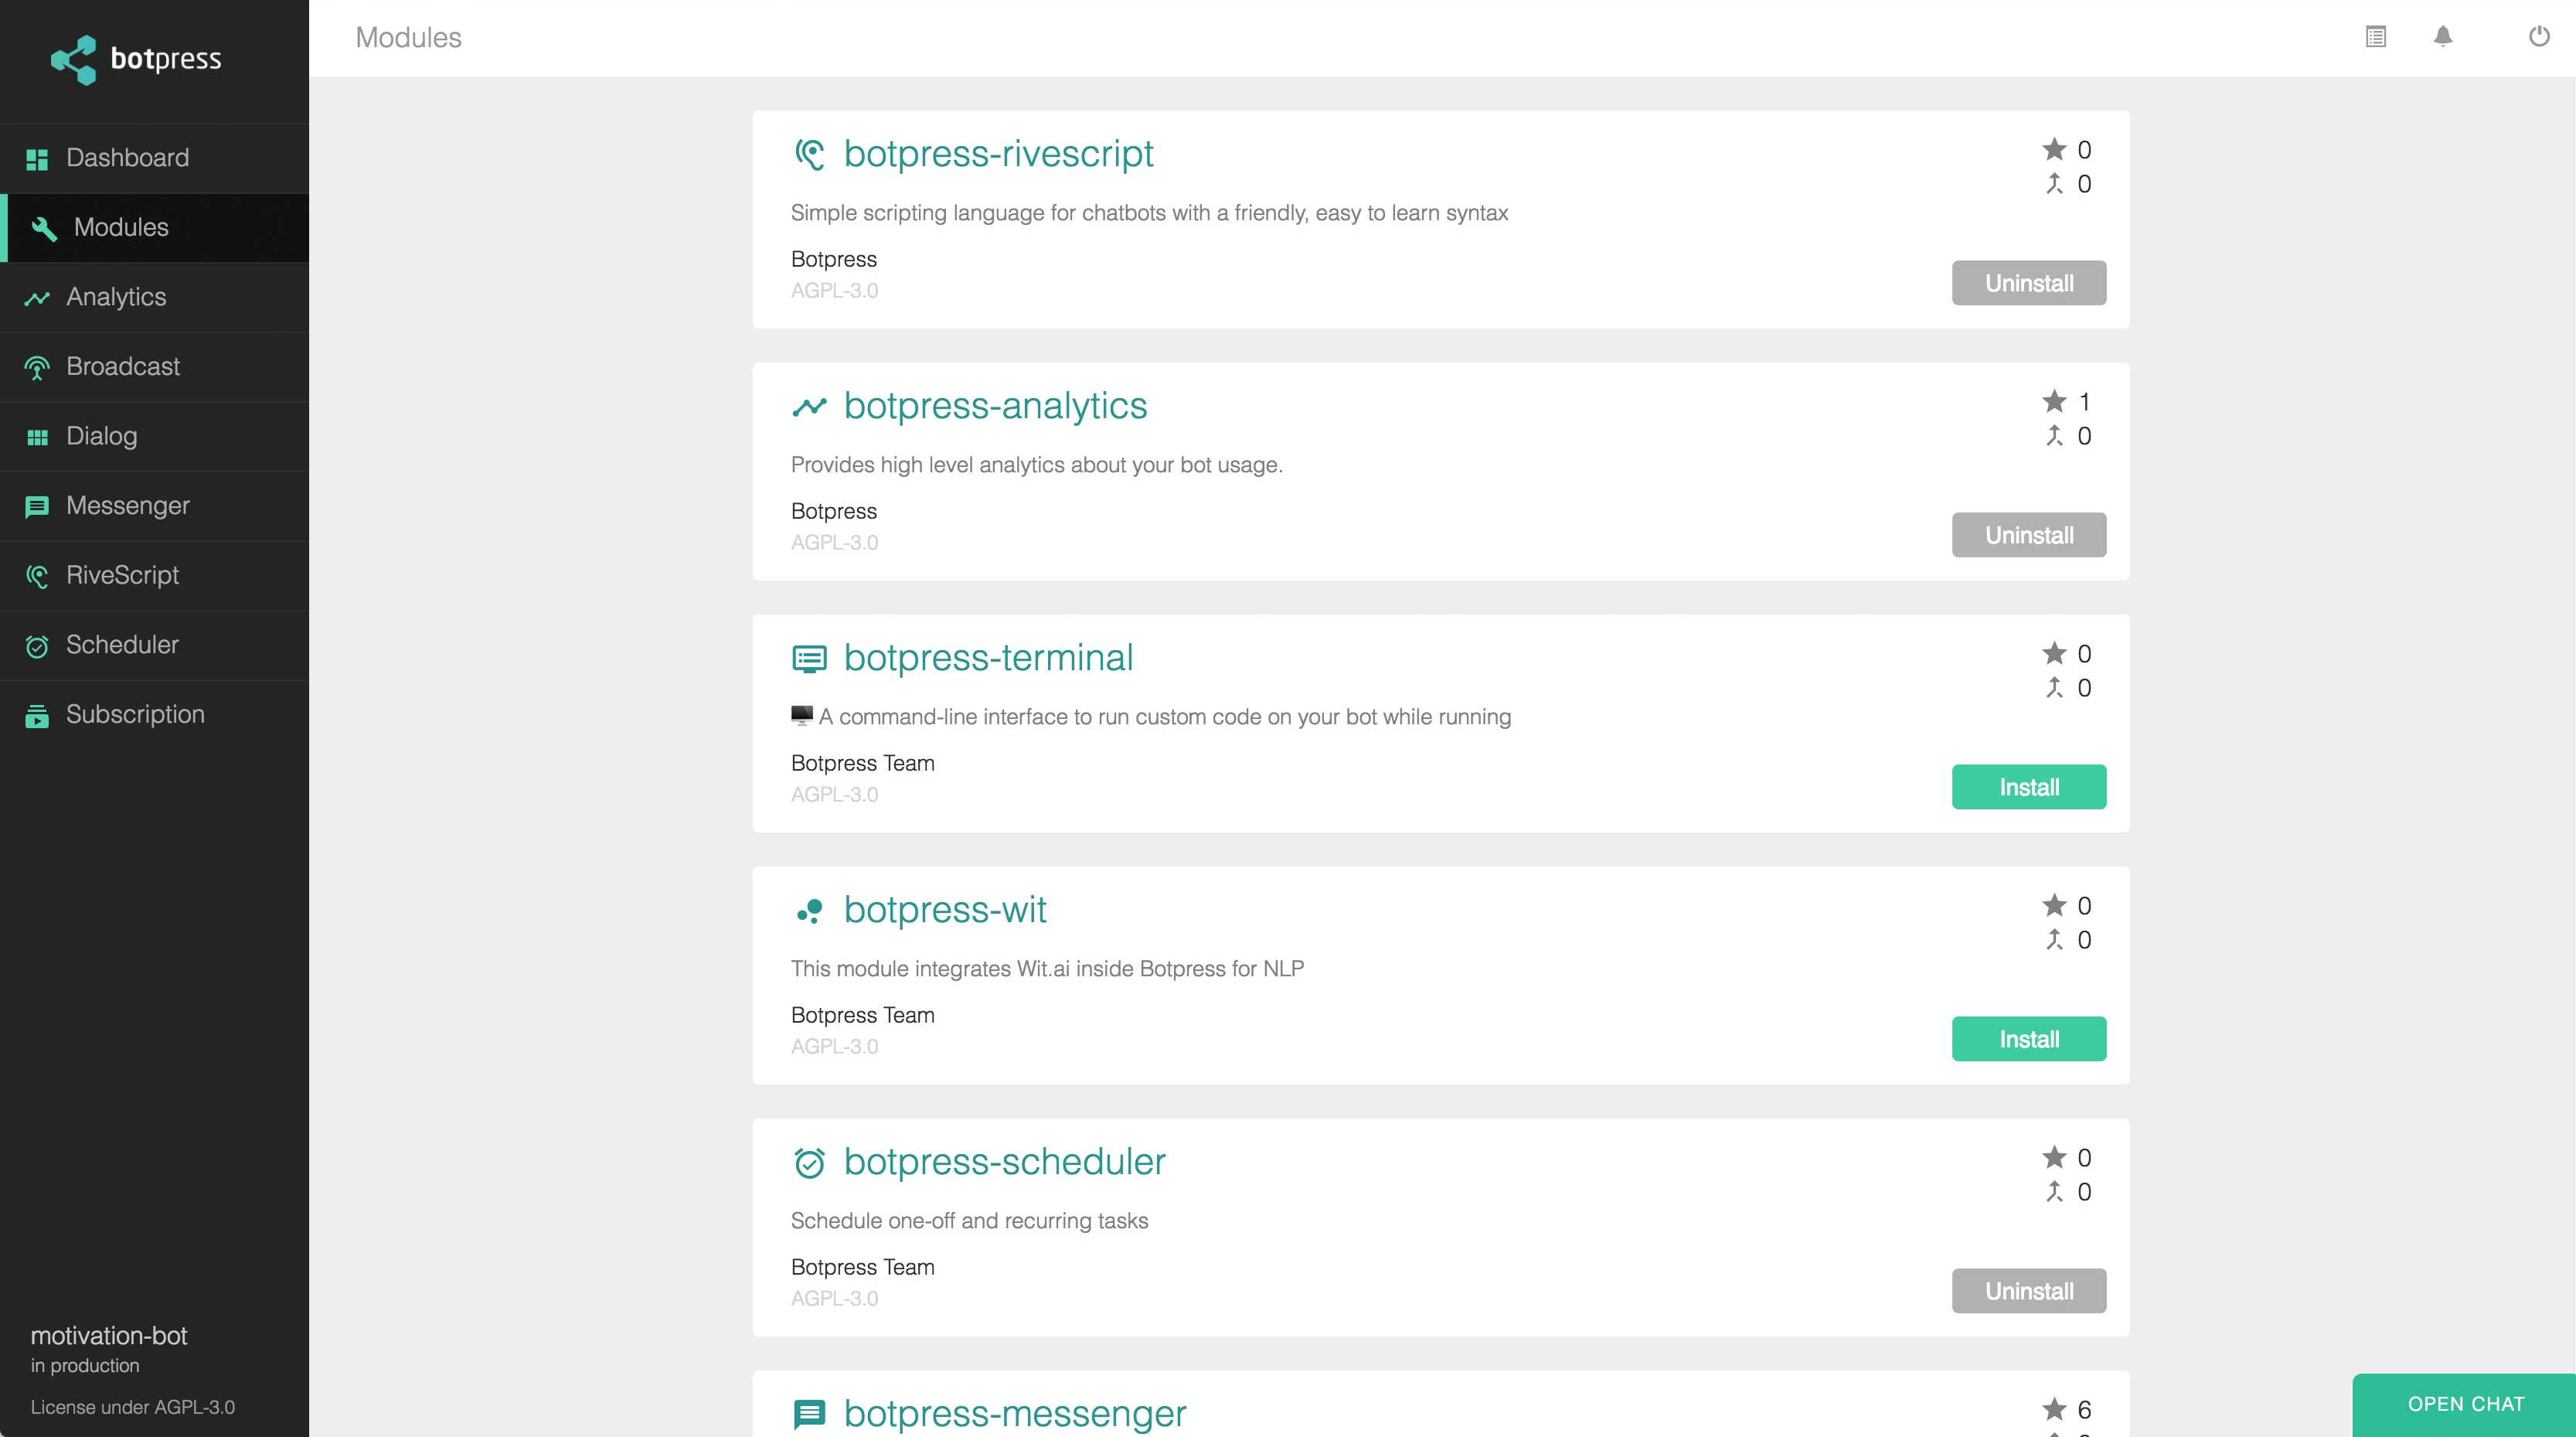 botpress
Modules
Dashboard
Modules
Analytics
Broadcast
Dialog
Messenger
RiveScript
Scheduler
Subscription
motivation-bot
in production
License under AGPL-3.0
botpress-rivescript
0
0
Simple scripting language for chatbots with a friendly, easy to learn syntax
Botpress
AGPL-3.0
Uninstall
botpress-analytics
1
0
Provides high level analytics about your bot usage.
Botpress
AGPL-3.0
Uninstall
botpress-terminal
0
0
A command-line interface to run custom code on your bot while running
Botpress Team
AGPL-3.0
Install
botpress-wit
0
0
This module integrates Wit.ai inside Botpress for NLP
Botpress Team
AGPL-3.0
Install
botpress-scheduler
0
0
Schedule one-off and recurring tasks
Botpress Team
AGPL-3.0
Uninstall
botpress-messenger
6
OPEN CHAT